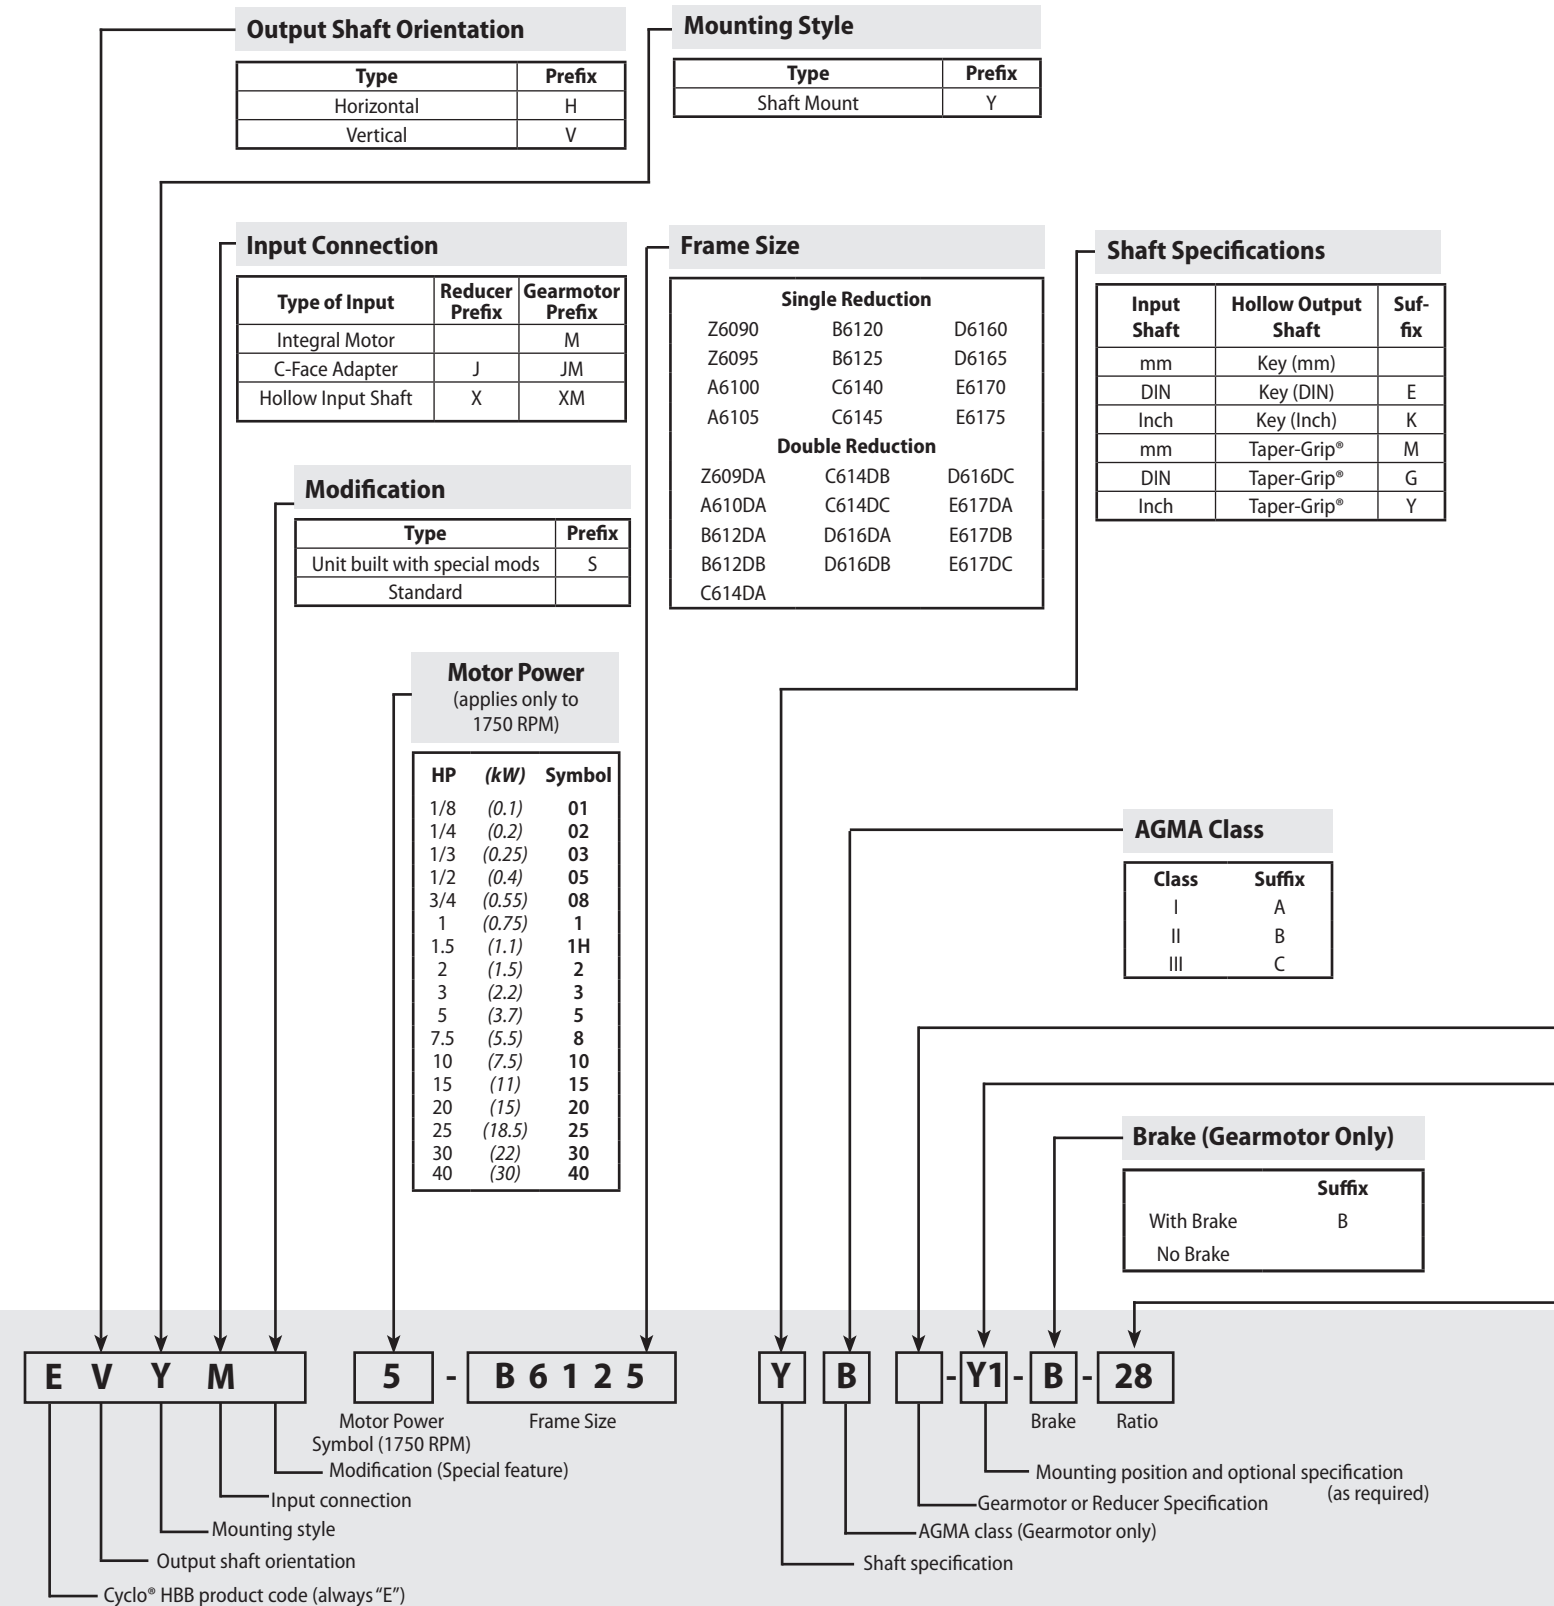 Output Shaft Orientation
Type Prefix
Horizontal H
Vertical V
Mounting Style
Type Prefix
Shaft Mount Y
Input Connection
Type of Input Reducer Prefix Gearmotor Prefix
Integral Motor M
C-Face Adapter J JM
Hollow Input Shaft X XM
Frame Size
Single Reduction
Z6090 B6120 D6160
Z6095 B6125 D6165
A6100 C6140 E6170
A6105 C6145 E6175
Double Reduction
Z609DA C614DB D616DC
A610DA C614DC E617DA
B612DA D616DA E617DB
B612DB D616DB E617DC
C614DA
Shaft Specifications
Input Shaft Hollow Output Shaft Suf-fix
mm Key (mm)
DIN Key (DIN) E
Inch Key (Inch) K
mm Taper-Grip® M
DIN Taper-Grip® G
Inch Taper-Grip® Y
Modification
Type Prefix
Unit built with special mods S
Standard
Motor Power
(applies only to
1750 RPM)
HP (kW) Symbol
1/8 (0.1) 01
1/4 (0.2) 02
1/3 (0.25) 03
1/2 (0.4) 05
3/4 (0.55) 08
1 (0.75) 1
1.5 (1.1) 1H
2 (1.5) 2
3 (2.2) 3
5 (3.7) 5
7.5 (5.5) 8
10 (7.5) 10
15 (11) 15
20 (15) 20
25 (18.5) 25
30 (22) 30
40 (30) 40
AGMA Class
Class Suffix
I A
II B
III C
Brake (Gearmotor Only)
Suffix
With Brake B
No Brake
E V Y M 5 - B 6 1 2 5 Y B - Y1 - B - 28
Motor Power
Symbol (1750 RPM)
Frame Size
Brake
Ratio
Modification (Special feature)
Input connection
Mounting style
Output shaft orientation
Cyclo® HBB product code (always “E”)
Mounting position and optional specification
(as required)
Gearmotor or Reducer Specification
AGMA class (Gearmotor only)
Shaft specification